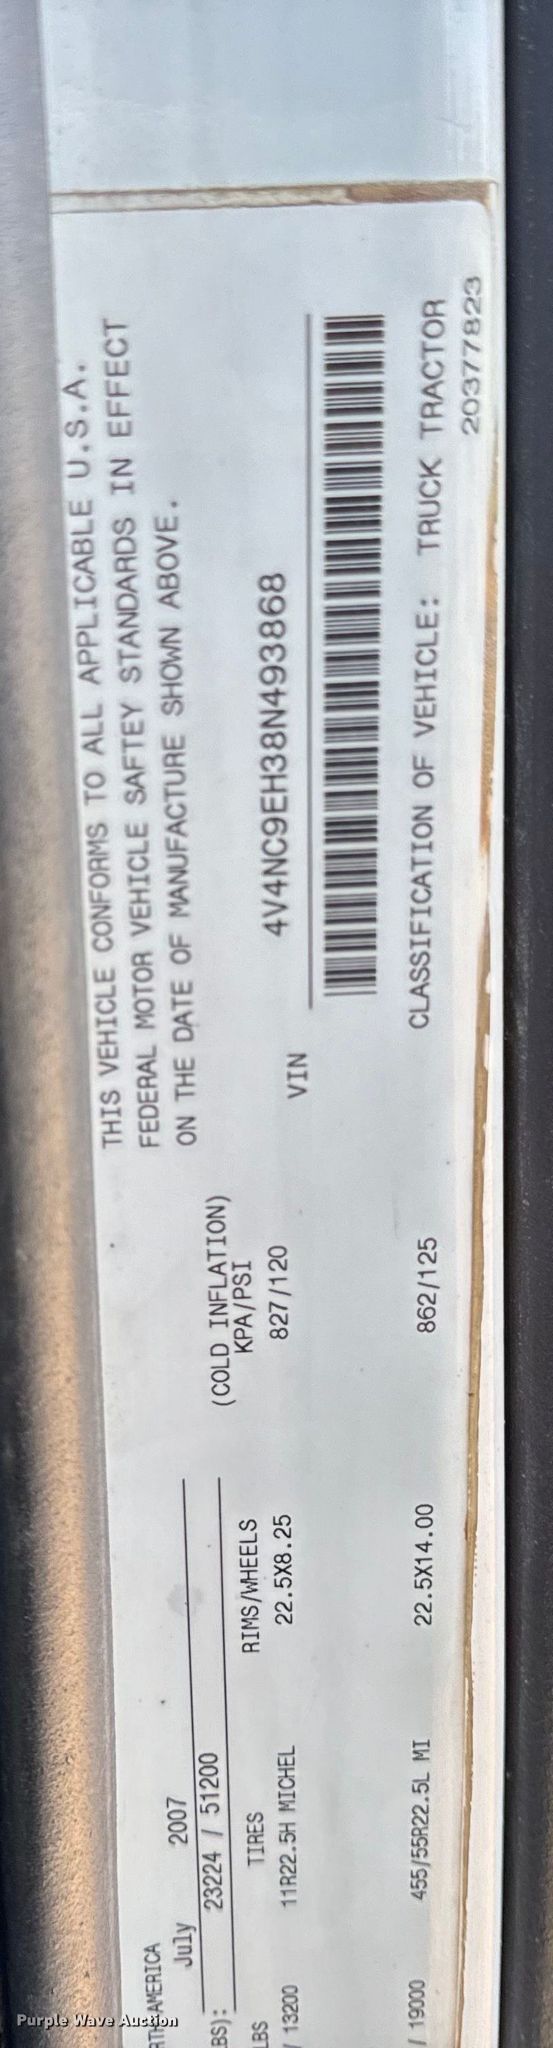 RTH AMERICA
July 2007
BS): 23224 / 51200
LBS TIRES RIMS/WHEELS (COLD INFLATION) KPA/PSI
/ 13200 11R22.5H MICHEL 22.5X8.25 827/120
/ 19000 455/55R22.5L MI 22.5X14.00 862/125
THIS VEHICLE CONFORMS TO ALL APPLICABLE U.S.A.
FEDERAL MOTOR VEHICLE SAFTEY STANDARDS IN EFFECT
ON THE DATE OF MANUFACTURE SHOWN ABOVE.
VIN 4V4NC9EH38N493868
CLASSIFICATION OF VEHICLE: TRUCK TRACTOR
20377823
Purple Wave Auction